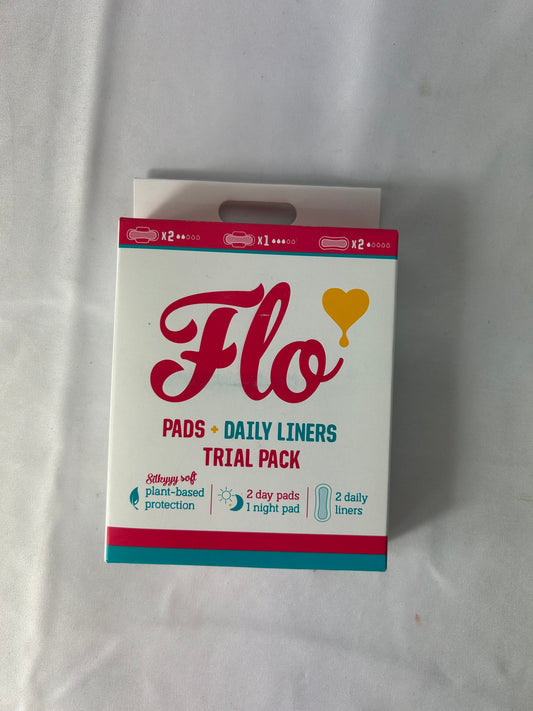 x2 x1 x2
Flo
PADS + DAILY LINERS
TRIAL PACK
Silkyyy soft
plant-based
protection
2 day pads
1 night pad
2 daily
liners